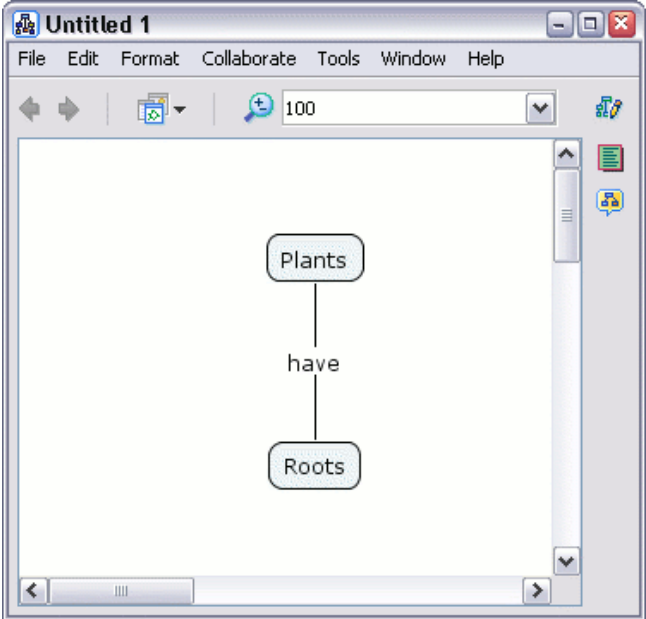 Untitled 1
File Edit Format Collaborate Tools Window Help
100
Plants
have
Roots